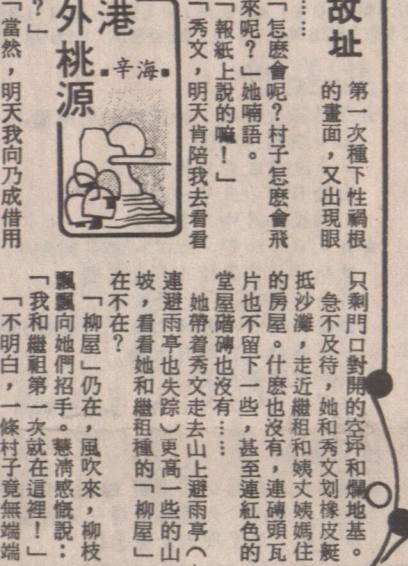 故址
第一次種下性禍根
的畫面，又出現眼
……
「怎麼會呢？村子怎麼會飛
來呢？」她喃語。
「報紙上說的嘛！」
「秀文，明天肯陪我去看看
港
外桃源
■海辛■
？」
「當然，明天我向乃成借用
只剩門口對開的空坪和爛地基。
急不及待，她和秀文划橡皮艇
抵沙灘，走近繼祖和姨丈姨媽住
的房屋。什麼也沒有，連磚頭瓦
片也不留下一些，甚至連紅色的
堂屋階磚也沒有……
她帶着秀文走去山上避雨亭（
連避雨亭也失踪）更高一些的山
坡，看看她和繼祖種的「柳屋」
在不在？
「柳屋」仍在，風吹來，柳枝
飄飄向她們招手。慧清感慨說：
「我和繼祖第一次就在這裡！」
「不明白，一條村子竟無端端